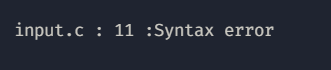 input.c : 11 :Syntax error